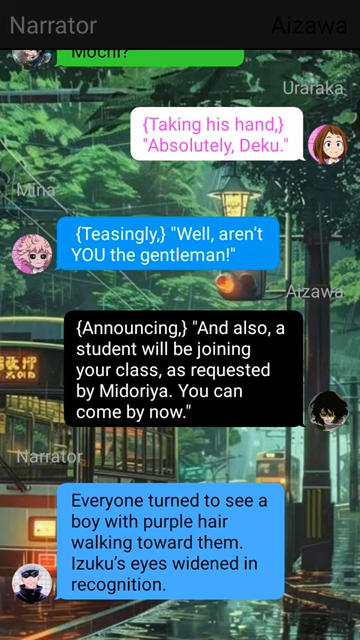 Narrator
Aizawa
Mochi?"
Uraraka
{Taking his hand,}
"Absolutely, Deku."
Mina
{Teasingly,} "Well, aren’t
YOU the gentleman!"
Aizawa
{Announcing,} "And also, a
student will be joining
your class, as requested
by Midoriya. You can
come by now."
Narrator
Everyone turned to see a
boy with purple hair
walking toward them.
Izuku’s eyes widened in
recognition.